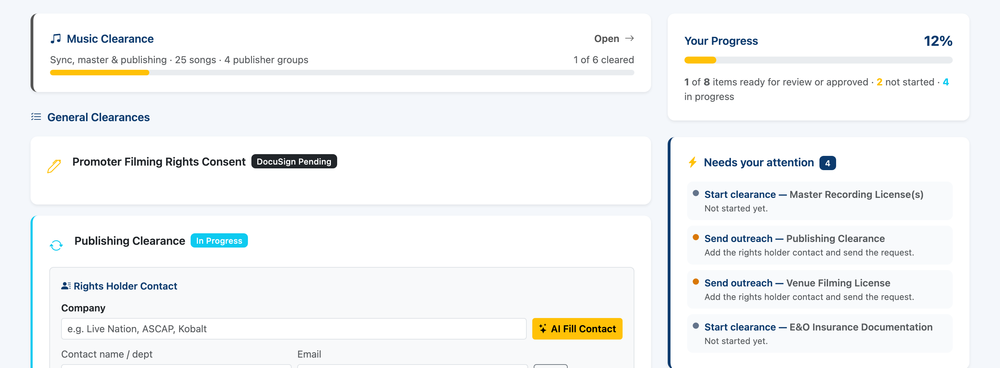 Music Clearance
Open →
Sync, master & publishing · 25 songs · 4 publisher groups
1 of 6 cleared
General Clearances
Promoter Filming Rights Consent
DocuSign Pending
Publishing Clearance
In Progress
Rights Holder Contact
Company
e.g. Live Nation, ASCAP, Kobalt
AI Fill Contact
Contact name / dept
Email
Your Progress
12%
1 of 8 items ready for review or approved · 2 not started · 4
in progress
Needs your attention
4
Start clearance — Master Recording License(s)
Not started yet.
Send outreach — Publishing Clearance
Add the rights holder contact and send the request.
Send outreach — Venue Filming License
Add the rights holder contact and send the request.
Start clearance — E&O Insurance Documentation
Not started yet.